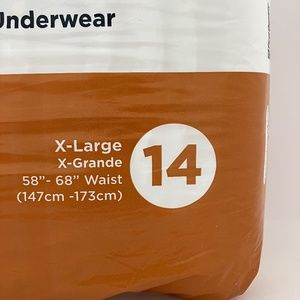 Underwear
X-Large
X-Grande
58”- 68” Waist
(147cm -173cm)
14